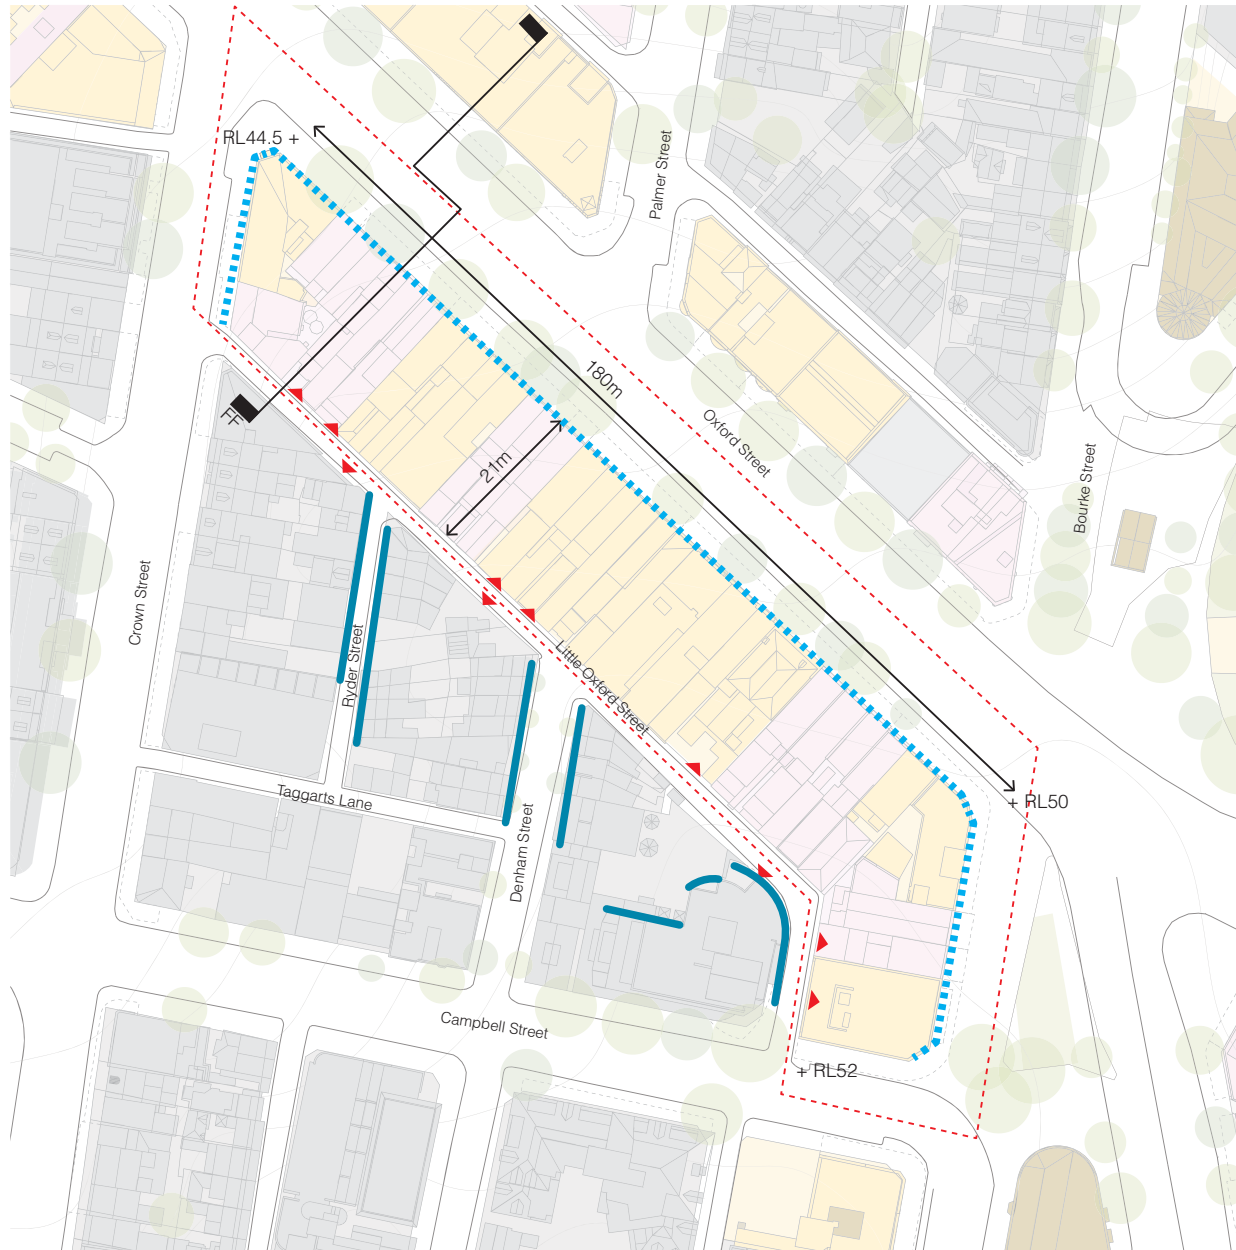 RL44.5 +
Palmer Street
180m
Oxford Street
FF
21m
Bourke Street
Crown Street
Ryder Street
Little Oxford Street
Taggarts Lane
+ RL50
Denham Street
Campbell Street
+ RL52